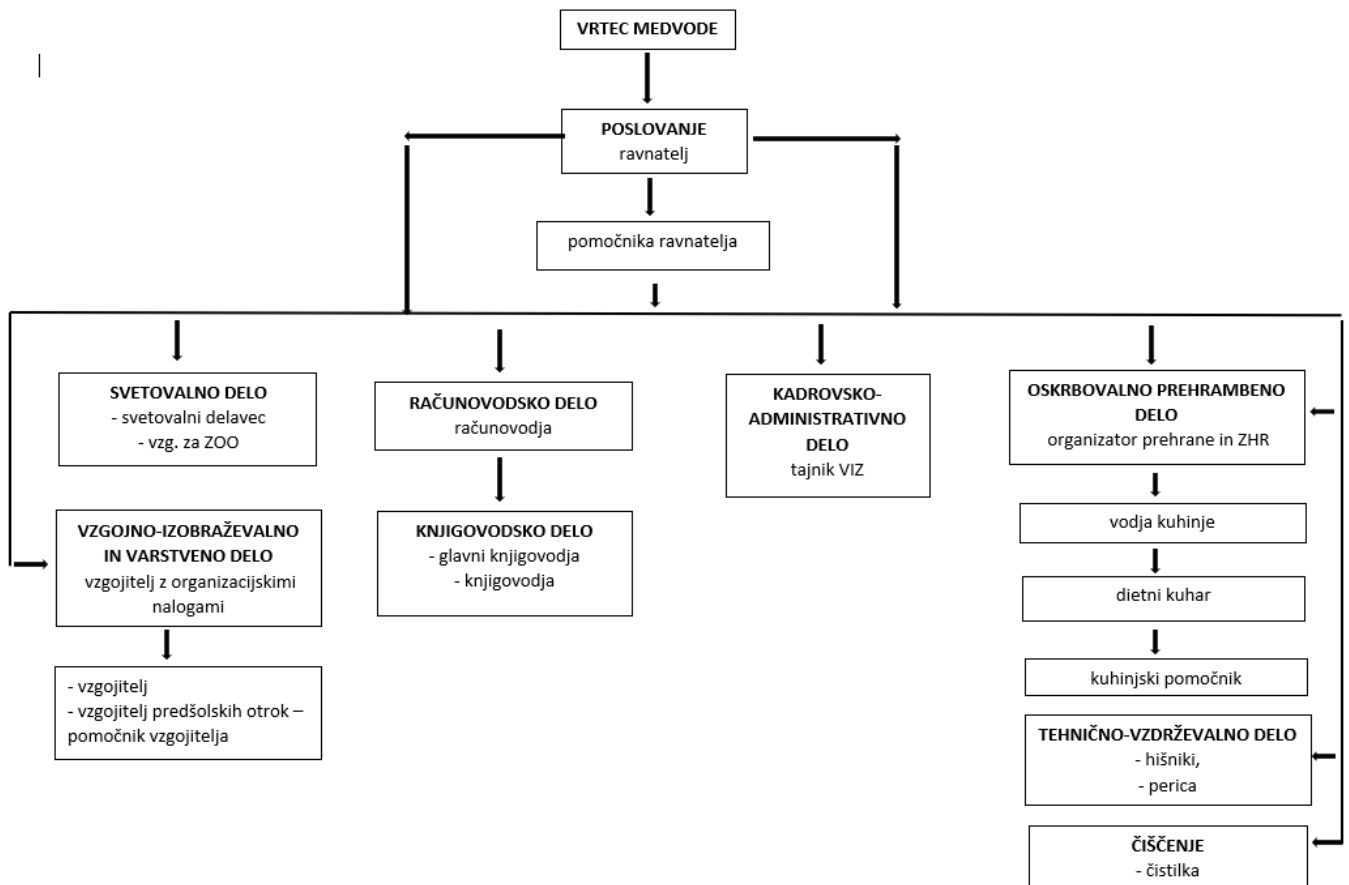 VRTEC MEDVODE
POSLOVANJE
ravnatelj
pomočnika ravnatelja
SVETOVALNO DELO
- svetovalni delavec
- vzg. za ZOO
RAČUNOVODSKO DELO
računovodja
KADROVSKO-
ADMINISTRATIVNO
DELO
tajnik VIZ
OSKRBOVALNO PREHRAMBENO
DELO
organizator prehrane in ZHR
VZGOJNO-IZOBRAŽEVALNO
IN VARSTVENO DELO
vzgojitelj z organizacijskimi
nalogami
KNJIGOVODSKO DELO
- glavni knjigovodja
- knjigovodja
vodja kuhinje
dietni kuhar
kuhinjski pomočnik
- vzgojitelj
- vzgojitelj predšolskih otrok –
pomočnik vzgojitelja
TEHNIČNO-VZDRŽEVALNO DELO
- hišniki,
- perica
ČIŠČENJE
- čistilka